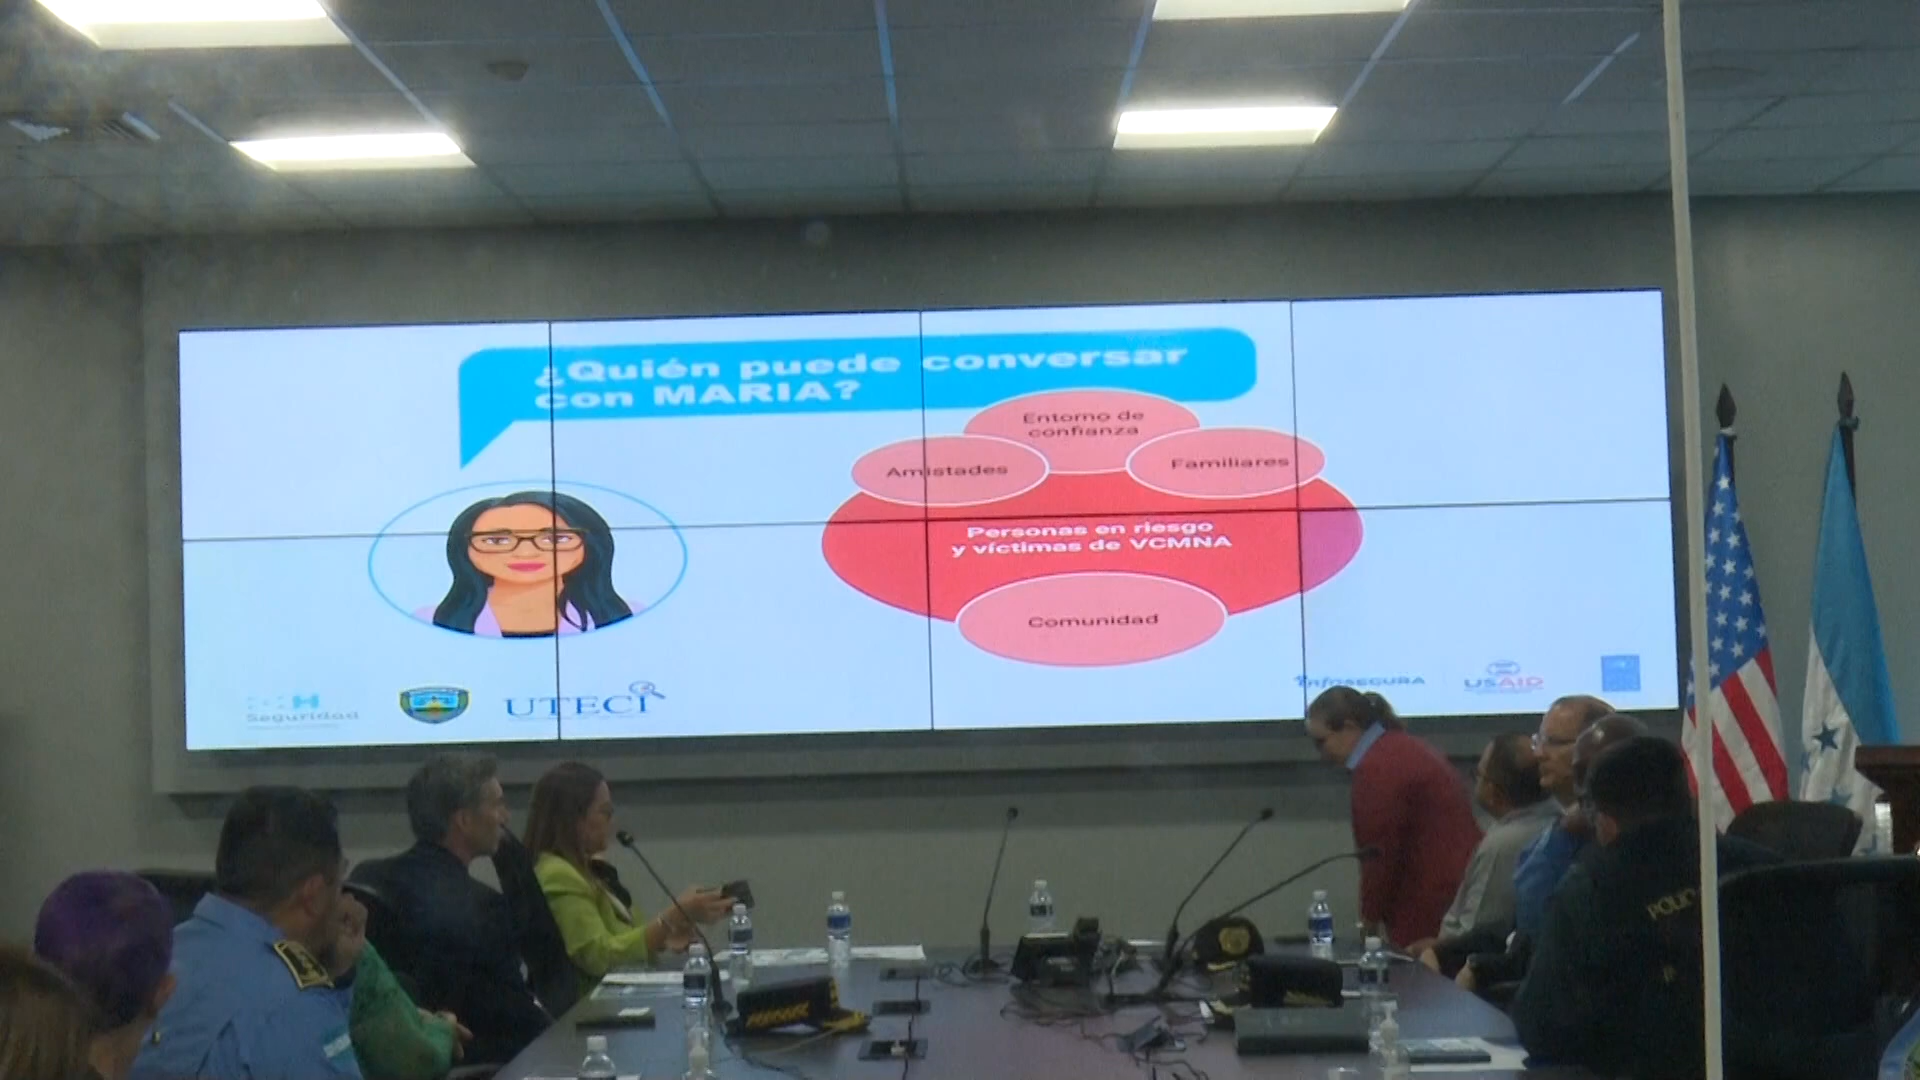 ¿Quién puede conversar
con MARIA?
Entorno de
confianza
Amistades
Familiares
Personas en riesgo
y víctimas de VCMNA
Comunidad
Seguridad
UTECI
INFOSEGURA
USAID